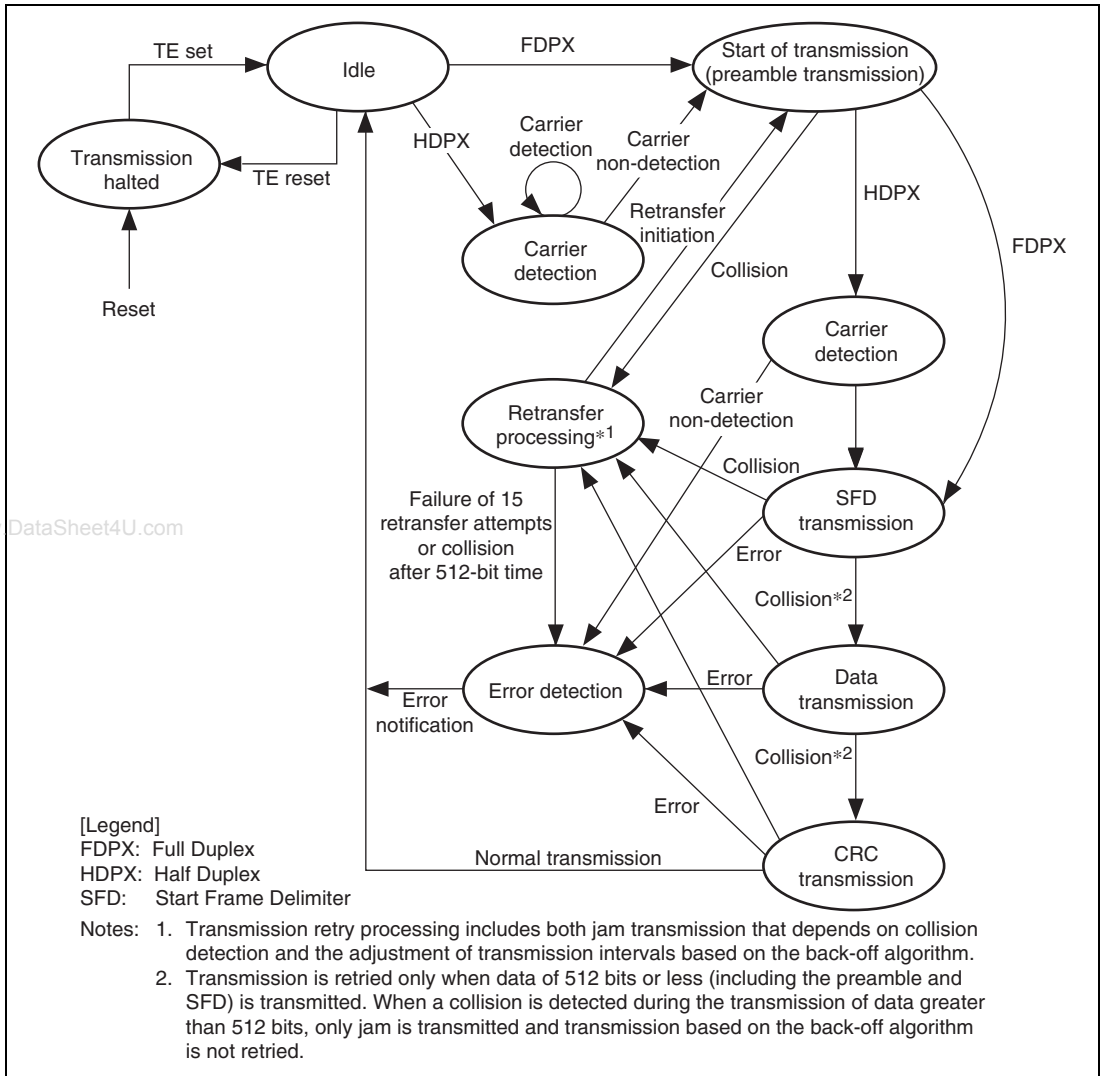 TE set
Idle
FDPX
Start of transmission
(preamble transmission)
Transmission
halted
TE reset
Reset
HDPX
Carrier
detection
Carrier
non-detection
Carrier
detection
Retransfer
initiation
Collision
HDPX
FDPX
Carrier
detection
Carrier
non-detection
Retransfer
processing*1
Collision
SFD
transmission
Failure of 15
retransfer attempts
or collision
after 512-bit time
Error
Collision*2
DataSheet4U.com
Error detection
Error
Data
transmission
Error
notification
Collision*2
Error
Normal transmission
CRC
transmission
[Legend]
FDPX: Full Duplex
HDPX: Half Duplex
SFD: Start Frame Delimiter
Notes: 1. Transmission retry processing includes both jam transmission that depends on collision
detection and the adjustment of transmission intervals based on the back-off algorithm.
2. Transmission is retried only when data of 512 bits or less (including the preamble and
SFD) is transmitted. When a collision is detected during the transmission of data greater
than 512 bits, only jam is transmitted and transmission based on the back-off algorithm
is not retried.